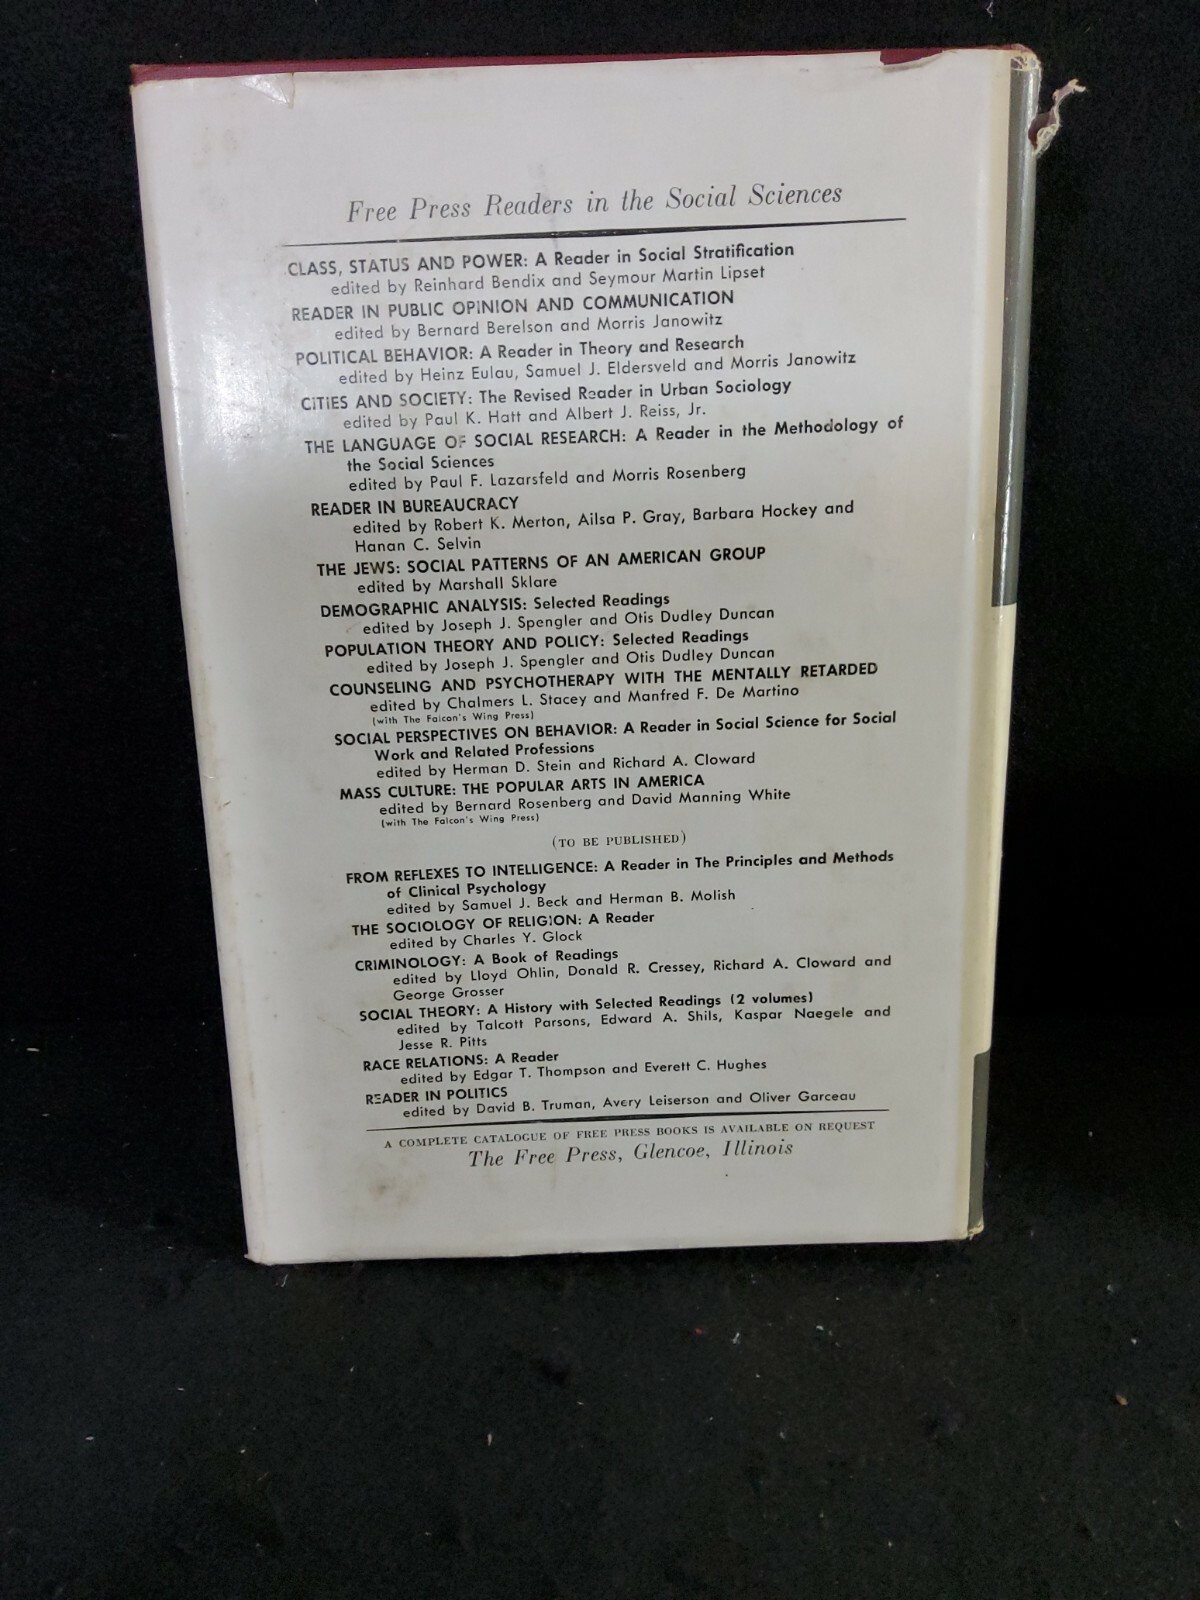 Free Press Readers in the Social Sciences
CLASS, STATUS AND POWER: A Reader in Social Stratification
edited by Reinhard Bendix and Seymour Martin Lipset
READER IN PUBLIC OPINION AND COMMUNICATION
edited by Bernard Berelson and Morris Janowitz
POLITICAL BEHAVIOR: A Reader in Theory and Research
edited by Heinz Eulau, Samuel J. Eldersveld and Morris Janowitz
CITIES AND SOCIETY: The Revised Reader in Urban Sociology
edited by Paul K. Hatt and Albert J. Reiss, Jr.
THE LANGUAGE OF SOCIAL RESEARCH: A Reader in the Methodology of
the Social Sciences
edited by Paul F. Lazarsfeld and Morris Rosenberg
READER IN BUREAUCRACY
edited by Robert K. Merton, Ailsa P. Gray, Barbara Hockey and
Hanan C. Selvin
THE JEWS: SOCIAL PATTERNS OF AN AMERICAN GROUP
edited by Marshall Sklare
DEMOGRAPHIC ANALYSIS: Selected Readings
edited by Joseph J. Spengler and Otis Dudley Duncan
POPULATION THEORY AND POLICY: Selected Readings
edited by Joseph J. Spengler and Otis Dudley Duncan
COUNSELING AND PSYCHOTHERAPY WITH THE MENTALLY RETARDED
edited by Chalmers L. Stacey and Manfred F. De Martino
(with The Falcon's Wing Press)
SOCIAL PERSPECTIVES ON BEHAVIOR: A Reader in Social Science for Social
Work and Related Professions
edited by Herman D. Stein and Richard A. Cloward
MASS CULTURE: THE POPULAR ARTS IN AMERICA
edited by Bernard Rosenberg and David Manning White
(with The Falcon's Wing Press)
(TO BE PUBLISHED)
FROM REFLEXES TO INTELLIGENCE: A Reader in The Principles and Methods
of Clinical Psychology
edited by Samuel J. Beck and Herman B. Molish
THE SOCIOLOGY OF RELIGION: A Reader
edited by Charles Y. Glock
CRIMINOLOGY: A Book of Readings
edited by Lloyd Ohlin, Donald R. Cressey, Richard A. Cloward and
George Grosser
SOCIAL THEORY: A History with Selected Readings (2 volumes)
edited by Talcott Parsons, Edward A. Shils, Kaspar Naegele and
Jesse R. Pitts
RACE RELATIONS: A Reader
edited by Edgar T. Thompson and Everett C. Hughes
READER IN POLITICS
edited by David B. Truman, Avery Leiserson and Oliver Garceau
A COMPLETE CATALOGUE OF FREE PRESS BOOKS IS AVAILABLE ON REQUEST
The Free Press, Glencoe, Illinois